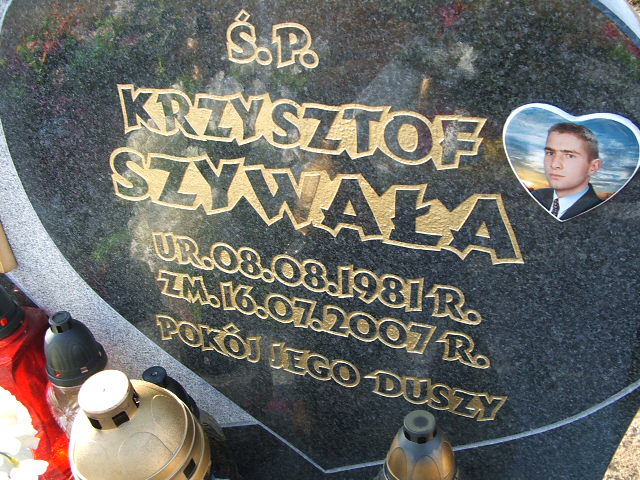 Ś.P.
KRZYSZTOF
SZYWAŁA
UR.08.08.1981 R.
ZM.16.07.2007 R.
POKÓJ JEGO DUSZY